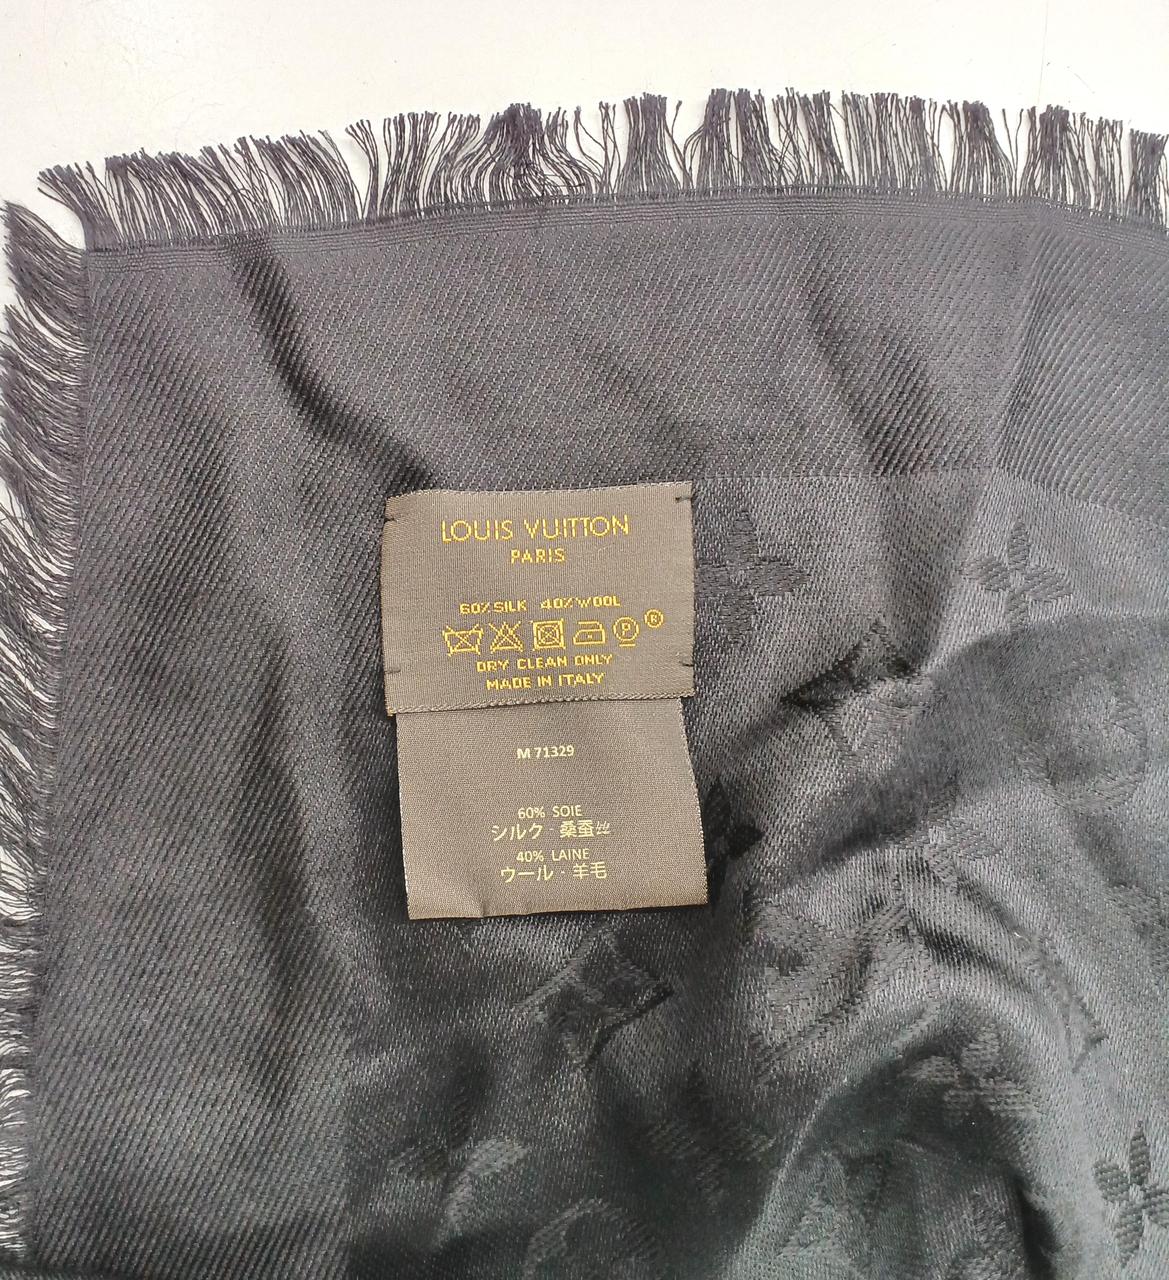 LOUIS VUITTON
PARIS
60% SILK 40% WOOL
P ®
DRY CLEAN ONLY
MADE IN ITALY
M 71329
60% SOIE
シルク · 桑蚕丝
40% LAINE
ウール · 羊毛